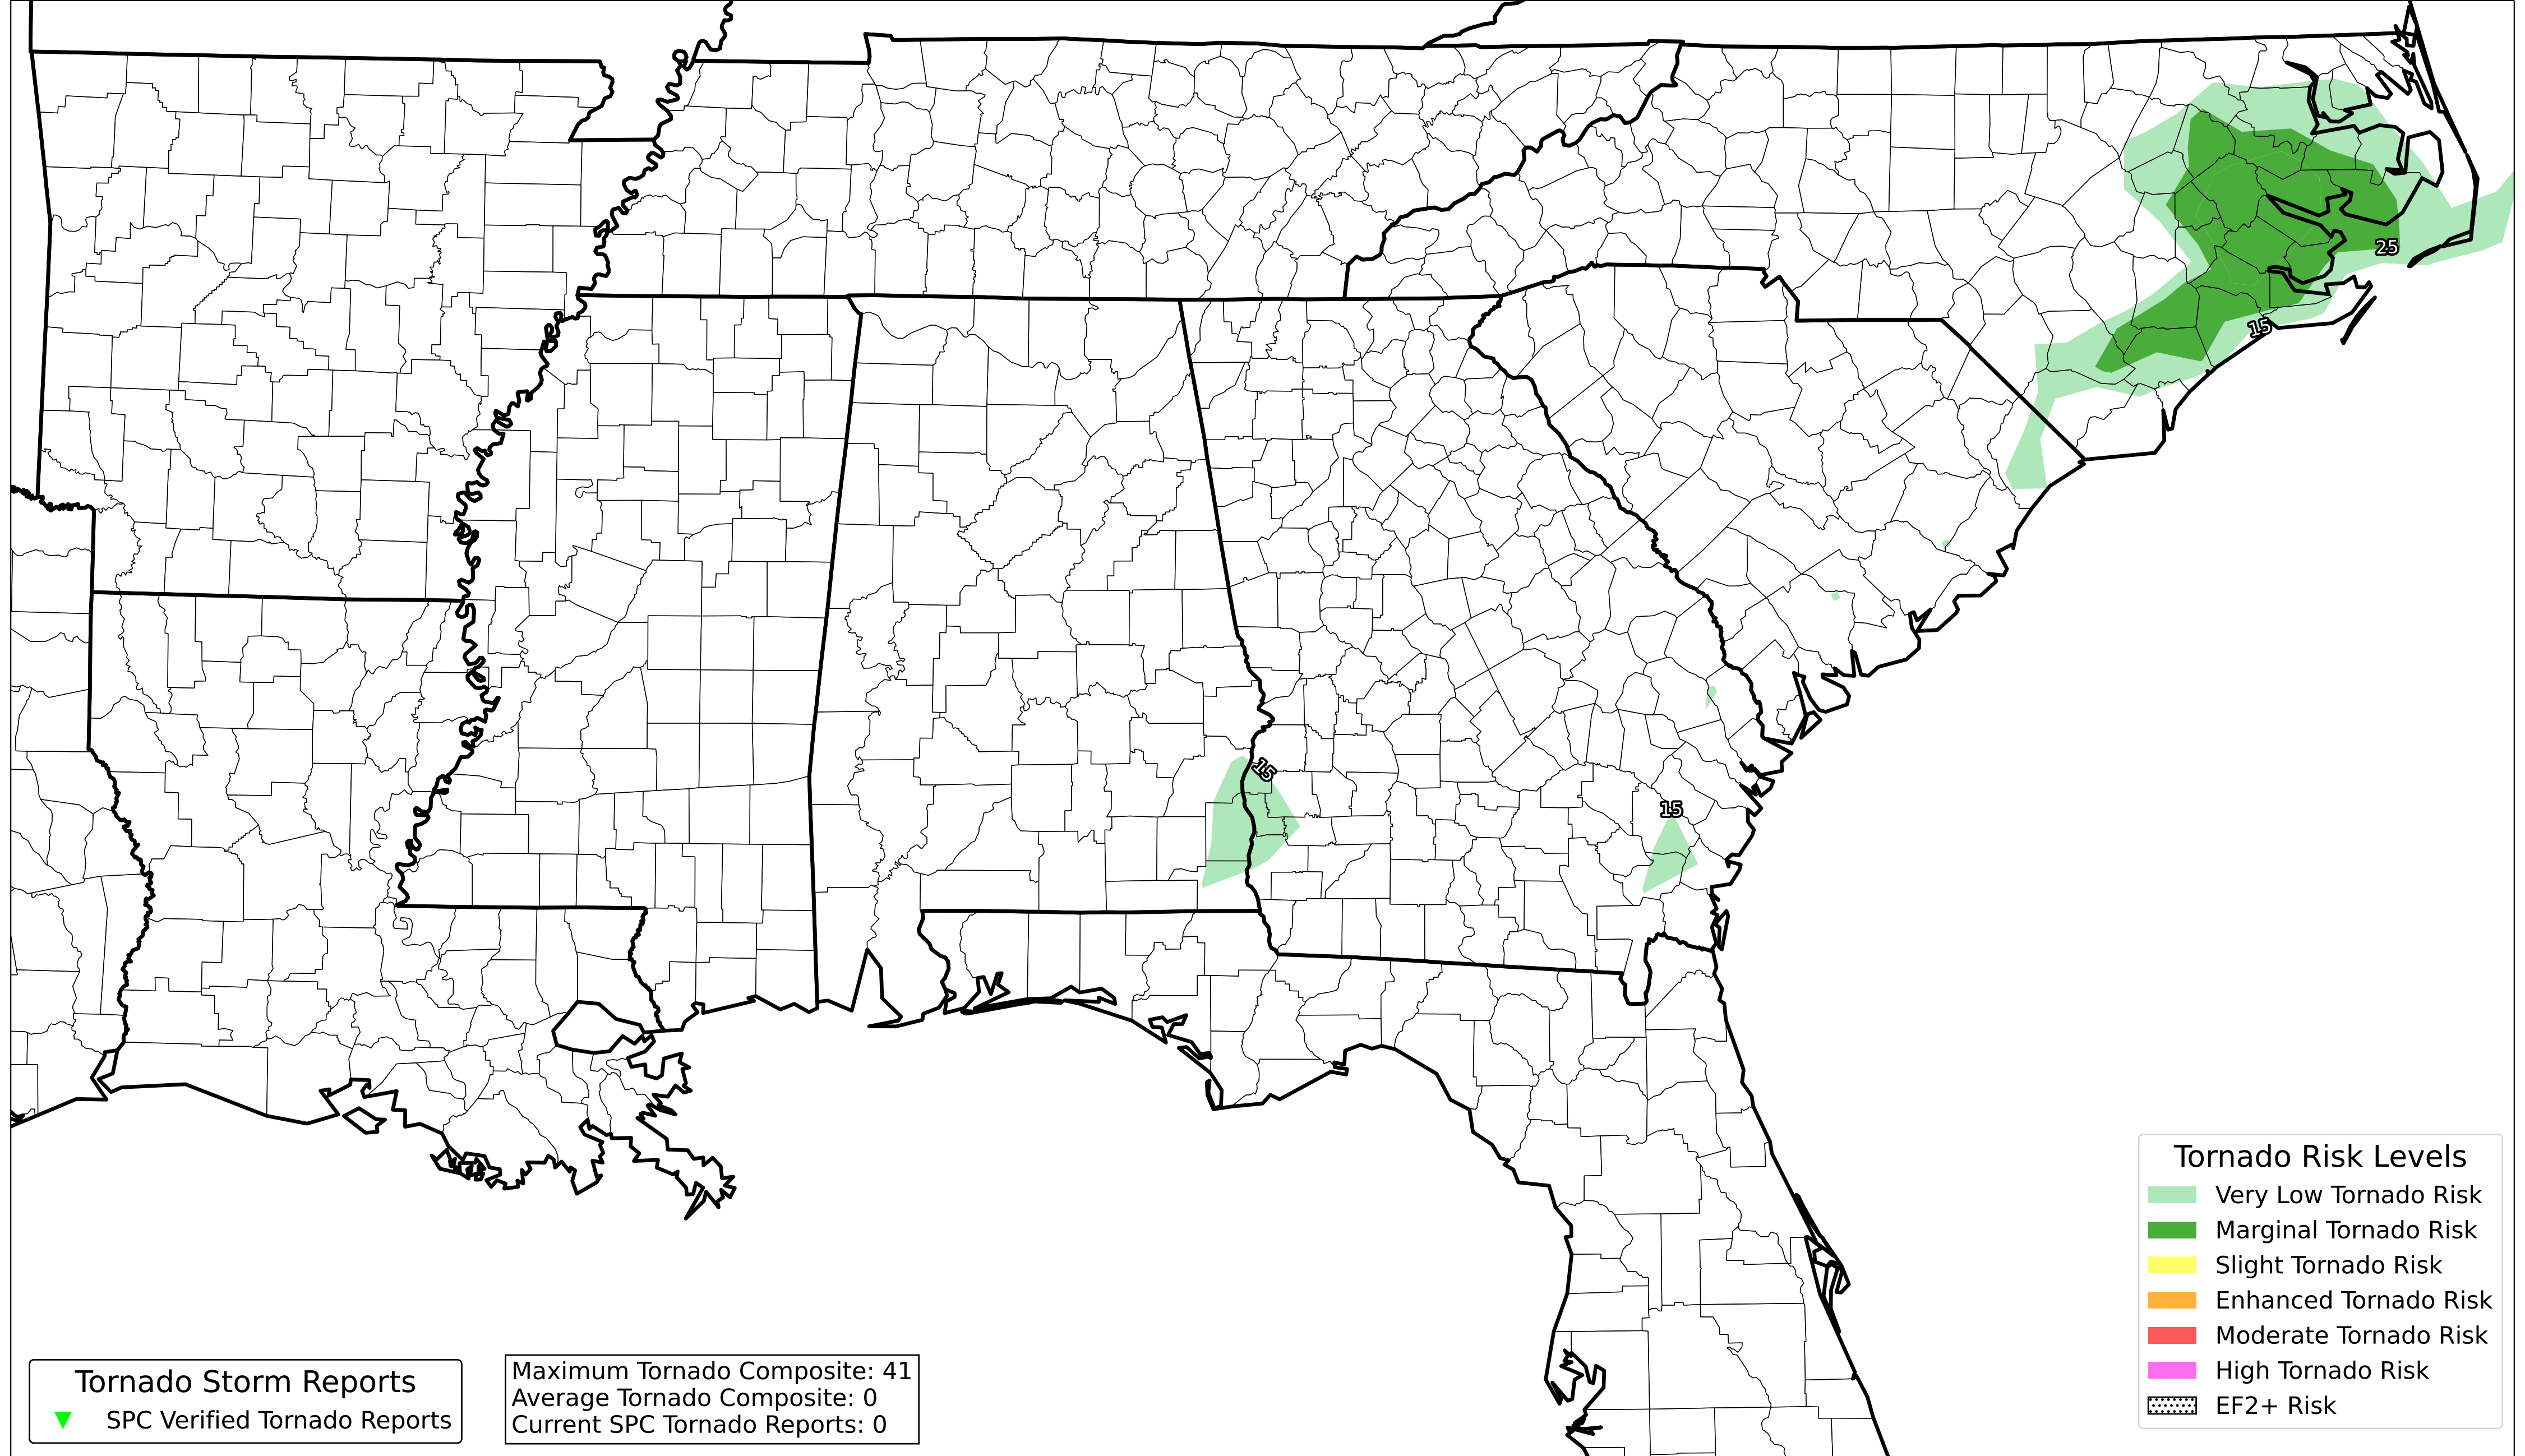 25
15
15
15
Tornado Risk Levels
Very Low Tornado Risk
Marginal Tornado Risk
Slight Tornado Risk
Enhanced Tornado Risk
Moderate Tornado Risk
High Tornado Risk
EF2+ Risk
Tornado Storm Reports
SPC Verified Tornado Reports
Maximum Tornado Composite: 41
Average Tornado Composite: 0
Current SPC Tornado Reports: 0